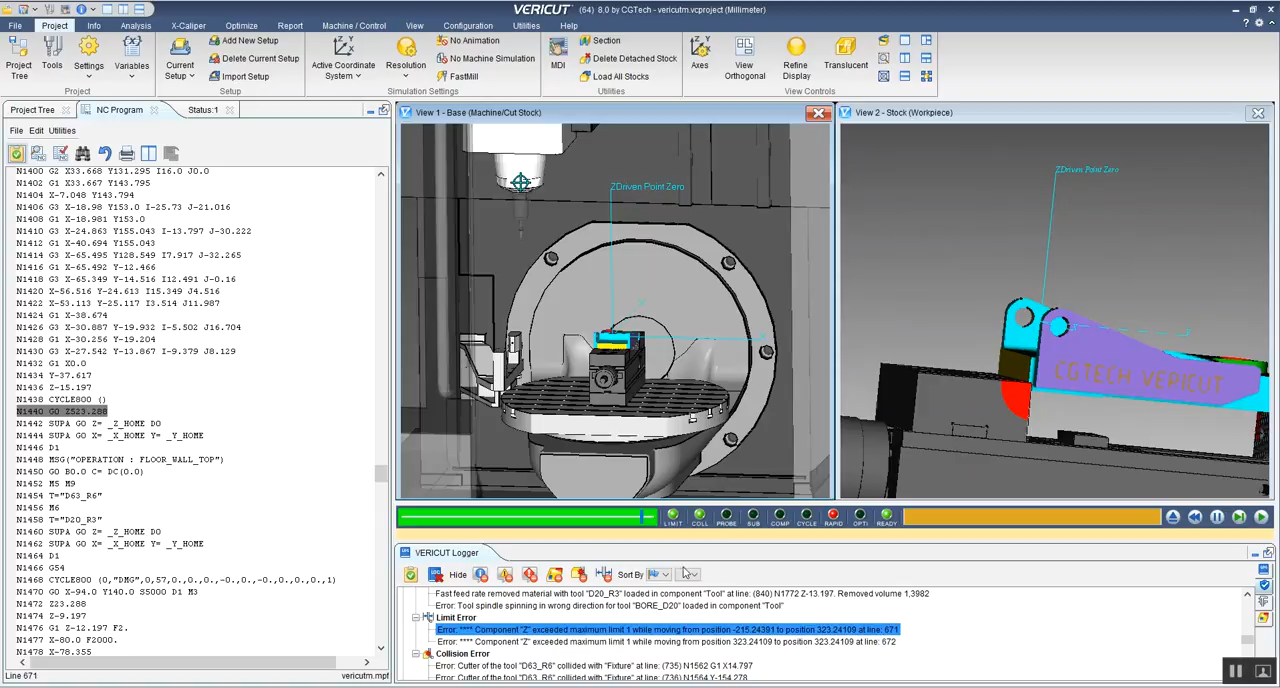 VERICUT (64) 8.0 by CGTech - vericutm.vcproject (Millimeter)
File Project Info Analysis X-Caliper Optimize Report Machine / Control View Configuration Utilities Help
Project Tree
Tools
Settings
Variables
Project
Current Setup
Add New Setup
Delete Current Setup
Import Setup
Setup
Active Coordinate System
Resolution
No Animation
No Machine Simulation
FastMill
Simulation Settings
MDI
Section
Delete Detached Stock
Load All Stocks
Utilities
Axes
View Orthogonal
Refine Display
Translucent
View Controls
Project Tree
NC Program
Status:1
File Edit Utilities
N1400 G2 X33.668 Y131.295 I16.0 J0.0
N1402 G1 X33.667 Y143.795
N1404 X-7.048 Y143.794
N1406 G3 X-18.98 Y153.0 I-25.73 J-21.016
N1408 G1 X-18.981 Y153.0
N1410 G3 X-24.863 Y155.043 I-13.797 J-30.222
N1412 G1 X-40.694 Y155.043
N1414 G3 X-65.495 Y128.549 I7.917 J-32.265
N1416 G1 X-65.492 Y-12.466
N1418 G3 X-65.349 Y-14.516 I12.491 J-0.16
N1420 X-56.519 Y-24.613 I15.349 J4.516
N1422 X-53.113 Y-25.117 I3.514 J11.987
N1424 G1 X-38.674
N1426 G3 X-30.887 Y-19.932 I-5.502 J16.704
N1428 G1 X-30.256 Y-19.204
N1430 G3 X-27.542 Y-13.867 I-9.379 J8.129
N1432 G1 X0.0
N1434 Y-37.617
N1436 Z-15.197
N1438 CYCLE800 ()
N1440 G0 Z523.288
N1442 SUPA G0 Z= _Z_HOME D0
N1444 SUPA G0 X= _X_HOME Y= _Y_HOME
N1446 D1
N1448 MSG("OPERATION : FLOOR_WALL_TOP")
N1450 G0 B0.0 C= DC(0.0)
N1452 M5 M9
N1454 T="D63_R6"
N1456 M6
N1458 T="D20_R3"
N1460 SUPA G0 Z= _Z_HOME D0
N1462 SUPA G0 X= _X_HOME Y= _Y_HOME
N1464 D1
N1466 G54
N1468 CYCLE800 (0,"DMG",0,57,0.,0.,0.,-0.,0.,-0.,0.,0.,0.,1)
N1470 G0 X-94.0 Y140.0 S5000 D1 M3
N1472 Z23.288
N1474 Z-9.197
N1476 G1 Z-12.197 F2.
N1477 X-80.0 F2000.
N1478 X-78.355
Line 671
vericutm.mpf
View 1 - Base (Machine/Cut Stock)
ZDriven Point Zero
View 2 - Stock (Workpiece)
ZDriven Point Zero
CGTECH VERICUT
LIMIT COLL PROBE SUB COMP CYCLE RAPID OPTI READY
VERICUT Logger
Hide
Sort By
Fast feed rate removed material with tool "D20_R3" loaded in component "Tool" at line: (840) N1772 Z-13.197. Removed volume 1,3982
Error: Tool spindle spinning in wrong direction for tool "BORE_D20" loaded in component "Tool"
Limit Error
Error: **** Component "Z" exceeded maximum limit 1 while moving from position -215.24391 to position 323.24109 at line: 671
Error: **** Component "Z" exceeded maximum limit 1 while moving from position 323.24109 to position 323.24109 at line: 672
Collision Error
Error: Cutter of the tool "D63_R6" collided with "Fixture" at line: (735) N1562 G1 X14.797
Error: Cutter of the tool "D63_R6" collided with "Fixture" at line: (736) N1564 Y-154.278